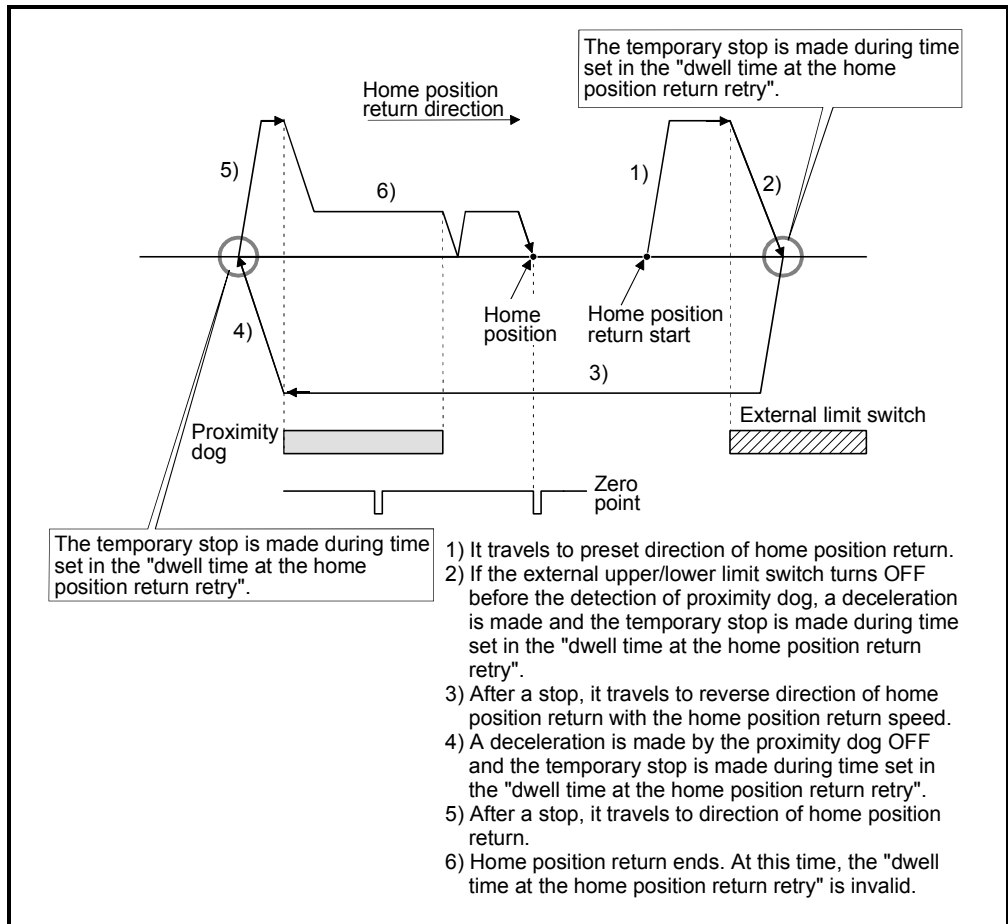 The temporary stop is made during time
set in the "dwell time at the home
position return retry".
Home position
return direction
5)
6)
1)
2)
Home
position
Home position
return start
4)
3)
Proximity
dog
External limit switch
Zero
point
The temporary stop is made during time
set in the "dwell time at the home
position return retry".
1) It travels to preset direction of home position return.
2) If the external upper/lower limit switch turns OFF
before the detection of proximity dog, a deceleration
is made and the temporary stop is made during time
set in the "dwell time at the home position return
retry".
3) After a stop, it travels to reverse direction of home
position return with the home position return speed.
4) A deceleration is made by the proximity dog OFF
and the temporary stop is made during time set in
the "dwell time at the home position return retry".
5) After a stop, it travels to direction of home position
return.
6) Home position return ends. At this time, the "dwell
time at the home position return retry" is invalid.